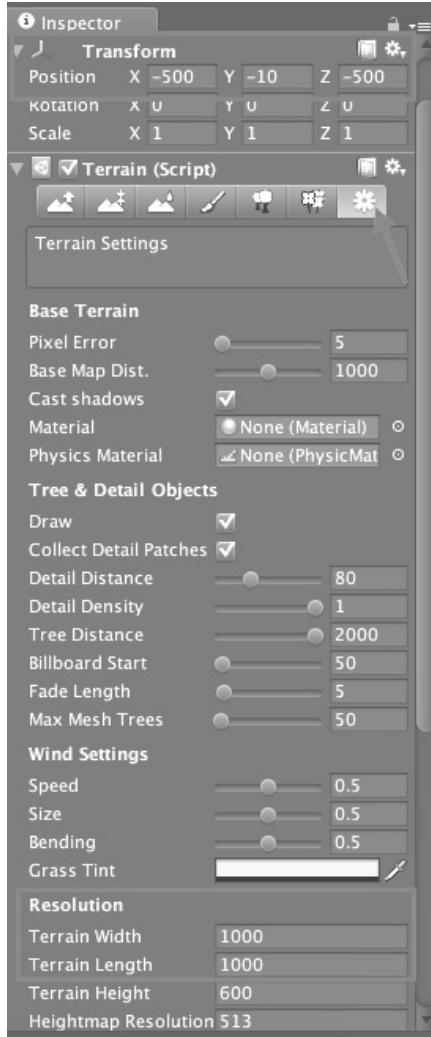 Inspector
Transform
Position X -500 Y -10 Z -500
Rotation X 0 Y 0 Z 0
Scale X 1 Y 1 Z 1
Terrain (Script)
Terrain Settings
Base Terrain
Pixel Error 5
Base Map Dist. 1000
Cast shadows
Material None (Material)
Physics Material None (PhysicMat
Tree & Detail Objects
Draw
Collect Detail Patches
Detail Distance 80
Detail Density 1
Tree Distance 2000
Billboard Start 50
Fade Length 5
Max Mesh Trees 50
Wind Settings
Speed 0.5
Size 0.5
Bending 0.5
Grass Tint
Resolution
Terrain Width 1000
Terrain Length 1000
Terrain Height 600
Heightmap Resolution 513